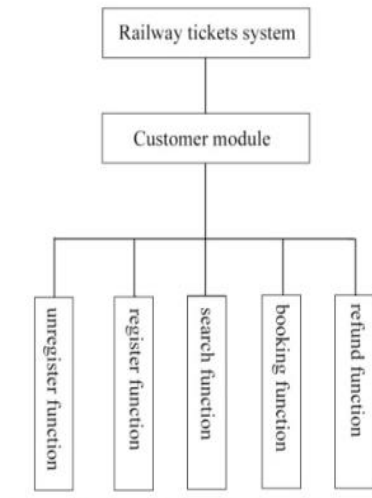 Railway tickets system
Customer module
unregister function
register function
search function
booking function
refund function